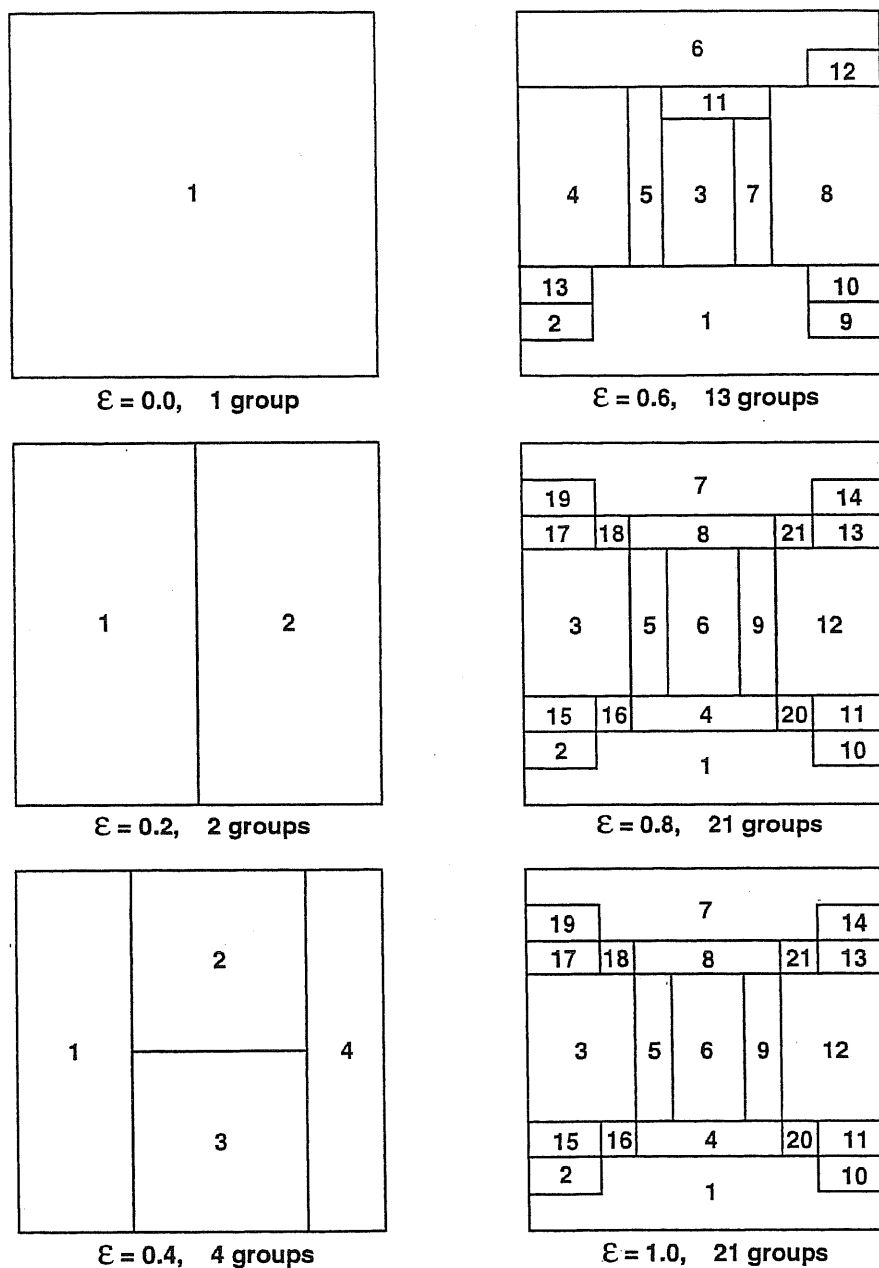 1
ε = 0.0, 1 group
6
12
11
4 5 3 7 8
13 10
2 1 9
ε = 0.6, 13 groups
1 2
ε = 0.2, 2 groups
7
19 14
17 18 8 21 13
3 5 6 9 12
15 16 4 20 11
2 10
1
ε = 0.8, 21 groups
2
1 4
3
ε = 0.4, 4 groups
7
19 14
17 18 8 21 13
3 5 6 9 12
15 16 4 20 11
2 10
1
ε = 1.0, 21 groups